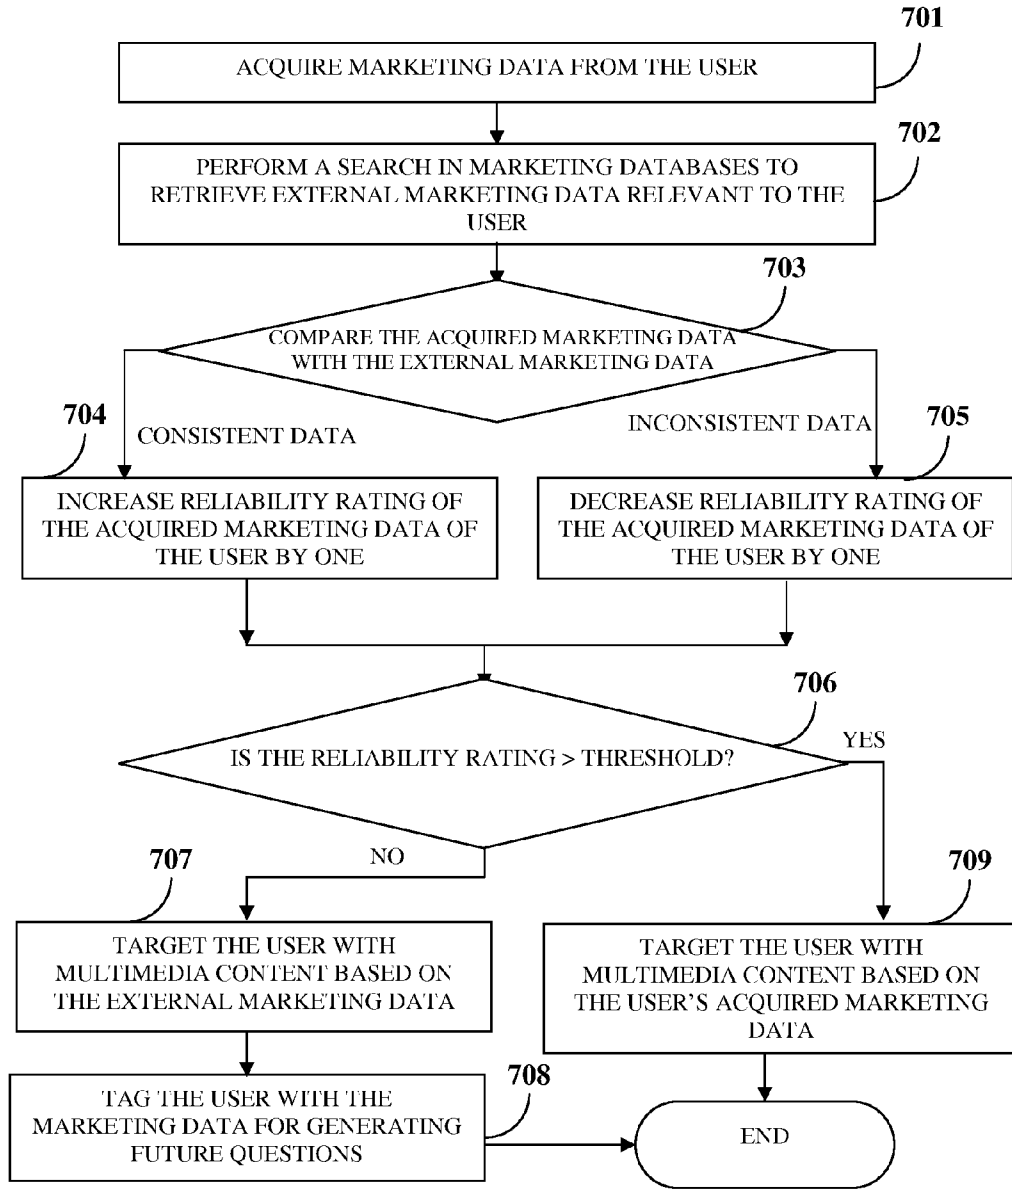 701
ACQUIRE MARKETING DATA FROM THE USER
702
PERFORM A SEARCH IN MARKETING DATABASES TO
RETRIEVE EXTERNAL MARKETING DATA RELEVANT TO THE
USER
703
COMPARE THE ACQUIRED MARKETING DATA
WITH THE EXTERNAL MARKETING DATA
704
CONSISTENT DATA
INCONSISTENT DATA
705
INCREASE RELIABILITY RATING OF
THE ACQUIRED MARKETING DATA OF
THE USER BY ONE
DECREASE RELIABILITY RATING OF
THE ACQUIRED MARKETING DATA OF
THE USER BY ONE
706
IS THE RELIABILITY RATING > THRESHOLD?
YES
NO
707
709
TARGET THE USER WITH
MULTIMEDIA CONTENT BASED ON
THE EXTERNAL MARKETING DATA
TARGET THE USER WITH
MULTIMEDIA CONTENT BASED ON
THE USER'S ACQUIRED MARKETING
DATA
708
TAG THE USER WITH THE
MARKETING DATA FOR GENERATING
FUTURE QUESTIONS
END